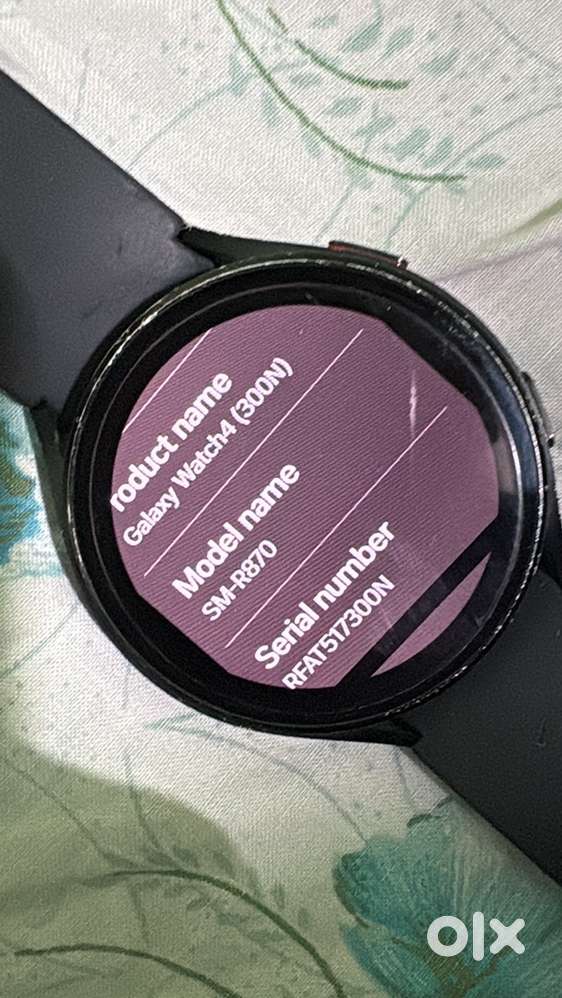 roduct name
Galaxy Watch4 (300N)
Model name
SM-R870
Serial number
RFAT517300N
olx